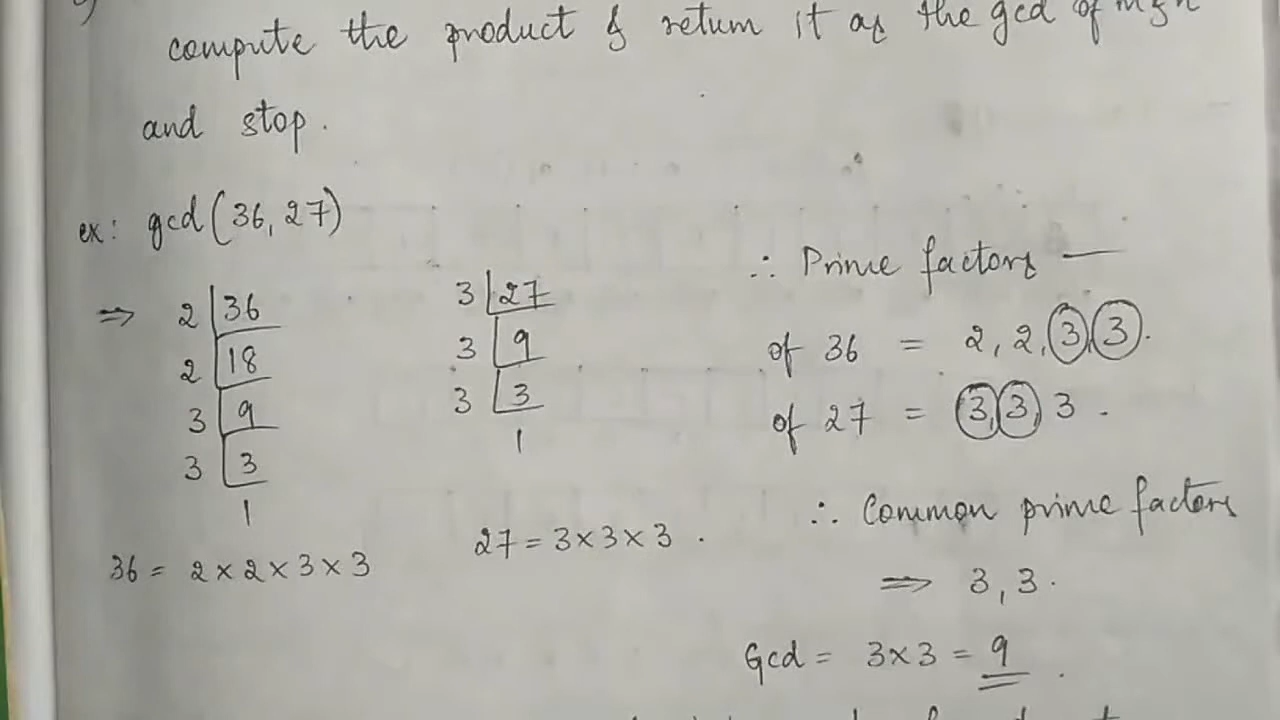 compute the product & return it as the gcd of m & n
and stop.
ex: gcd(36, 27)
⇒ 2 | 36
2 | 18
3 | 9
3 | 3
1
36 = 2 × 2 × 3 × 3
3 | 27
3 | 9
3 | 3
1
27 = 3 × 3 × 3 .
∴ Prime factors —
of 36 = 2, 2, 3, 3.
of 27 = 3, 3, 3 .
∴ Common prime factors
⇒ 3, 3.
Gcd = 3×3 = 9 .